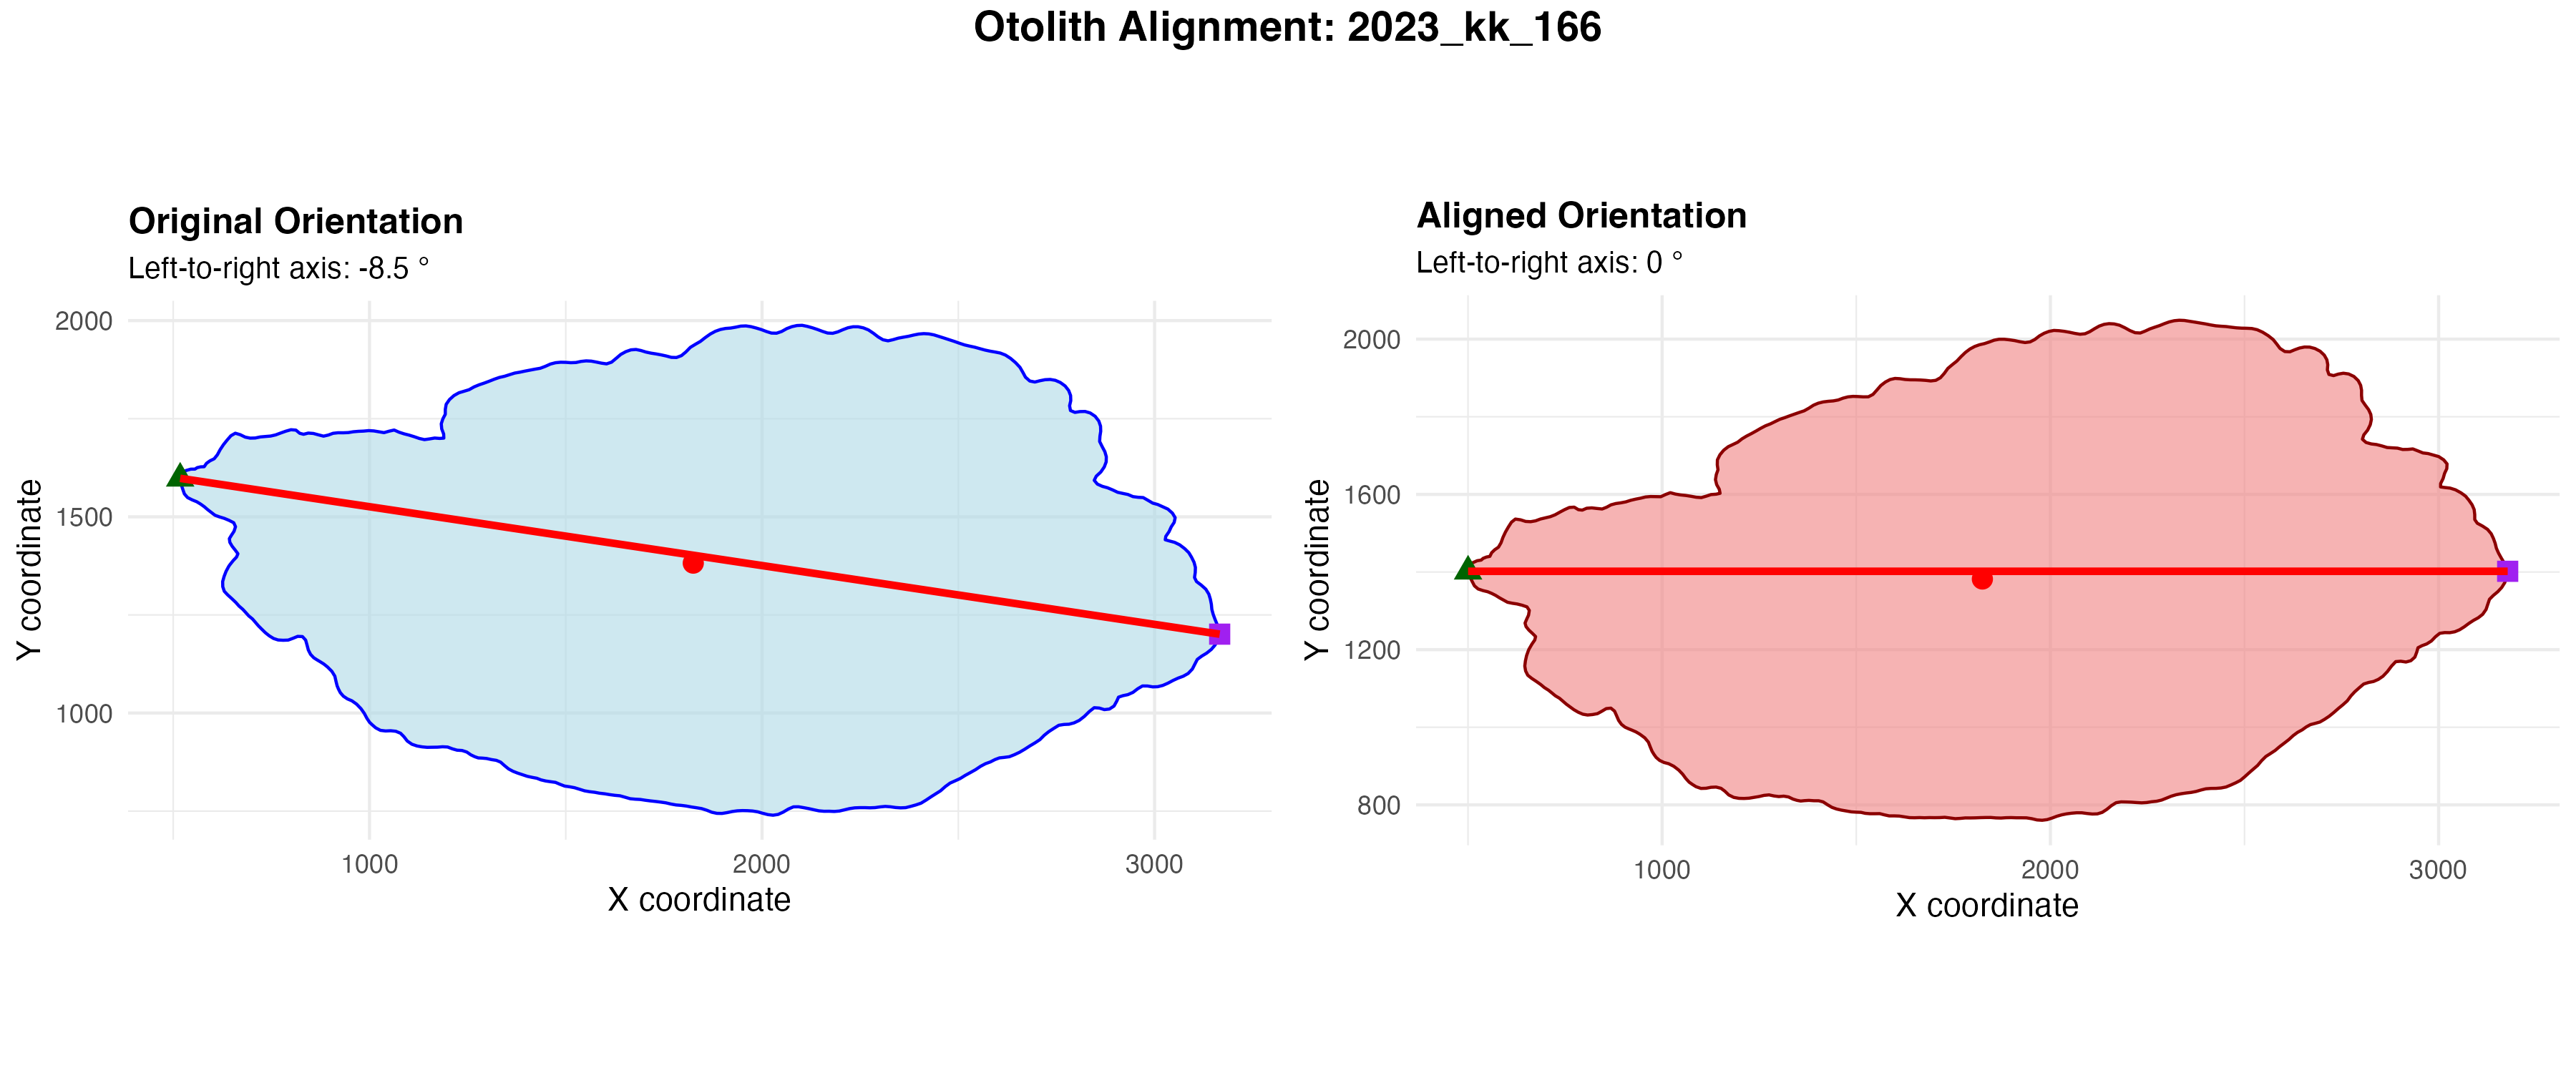 Otolith Alignment: 2023_kk_166
Original Orientation
Left-to-right axis: -8.5 °
2000
1500
1000
Y coordinate
1000 2000 3000
X coordinate
Aligned Orientation
Left-to-right axis: 0 °
2000
1600
1200
800
Y coordinate
1000 2000 3000
X coordinate